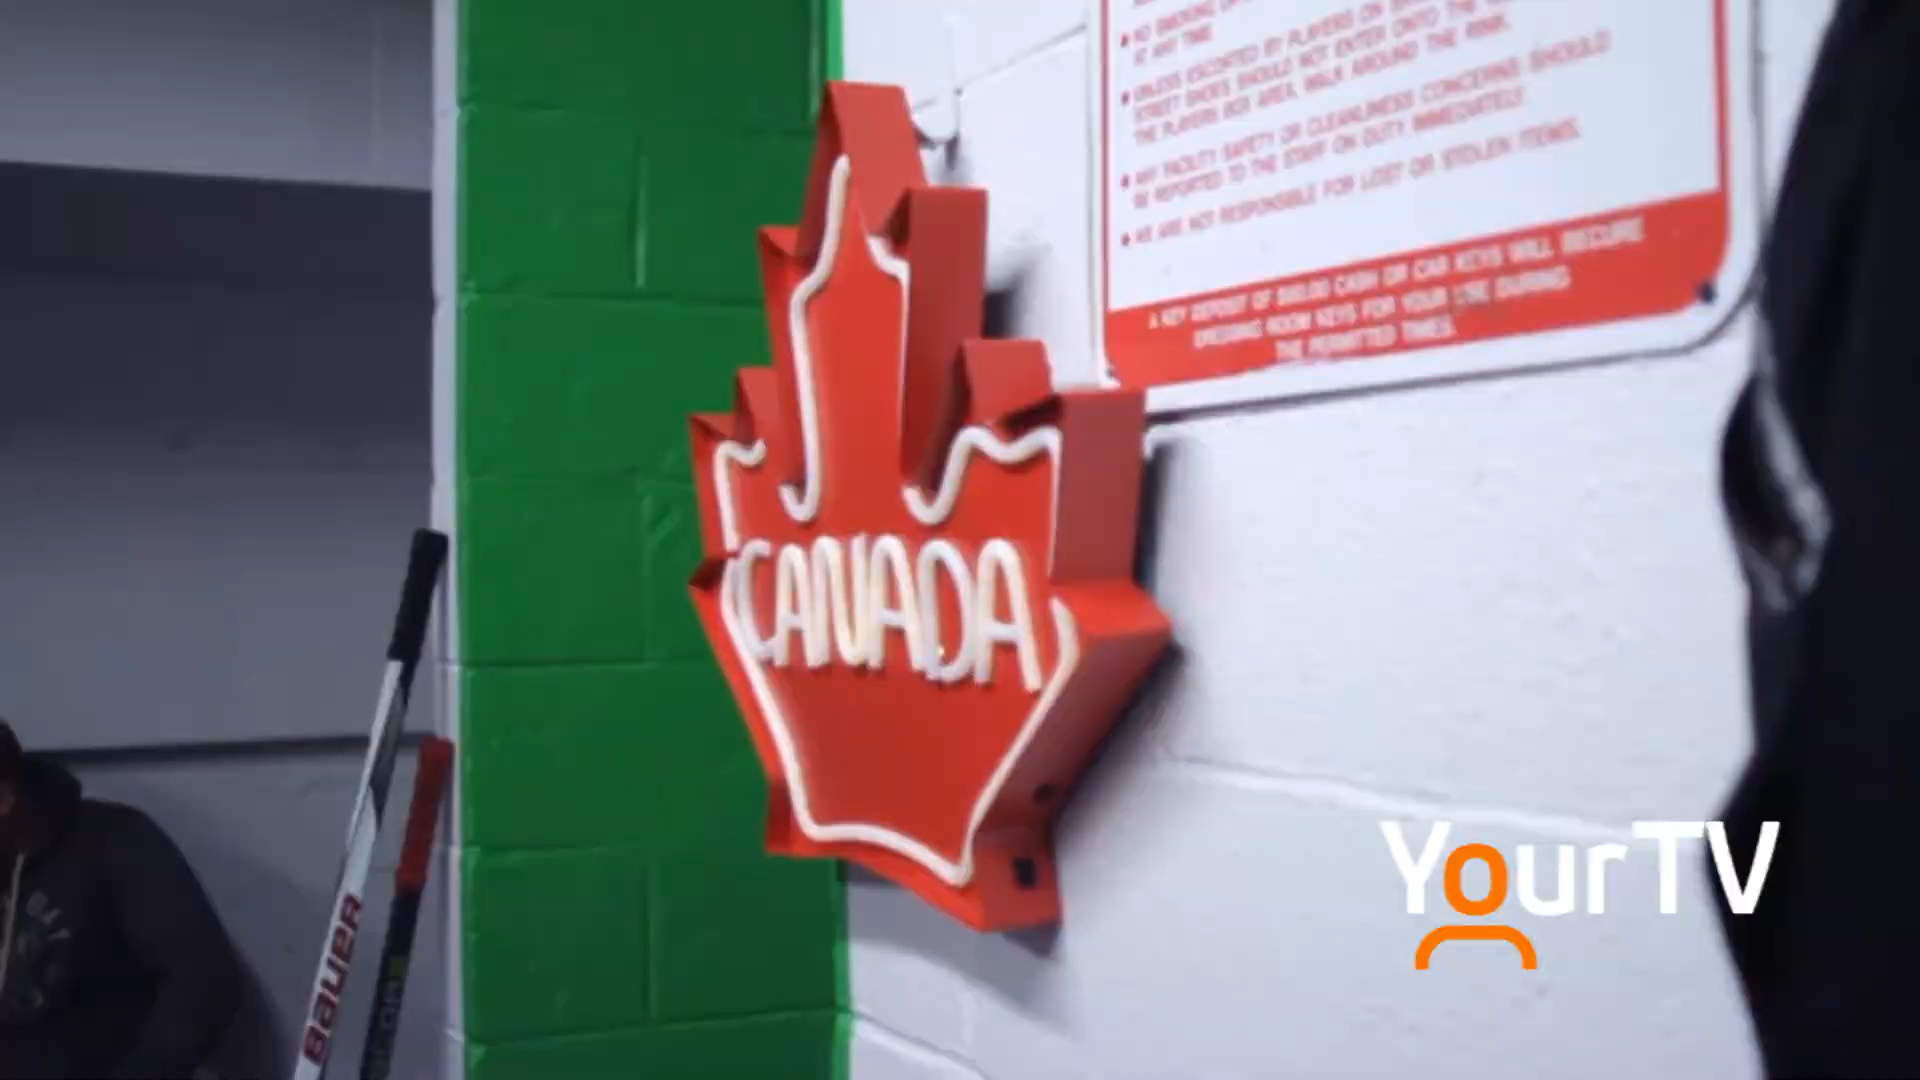 NO SMOKING
AT ANY TIME
UNLESS ESCORTED BY PLAYERS ON
STREET SHOES SHOULD NOT ENTER ONTO THE
THE PLAYERS BOX AREA. WALK AROUND THE RINK.
ANY FACILITY SAFETY OR CLEANLINESS CONCERNS SHOULD
BE REPORTED TO THE STAFF ON DUTY IMMEDIATELY.
WE ARE NOT RESPONSIBLE FOR LOST OR STOLEN ITEMS.
A KEY DEPOSIT OF CASH OR CAR KEYS WILL SECURE
DRESSING ROOM KEYS FOR YOUR USE DURING
THE PERMITTED TIMES.
CANADA
BAUER
YourTV